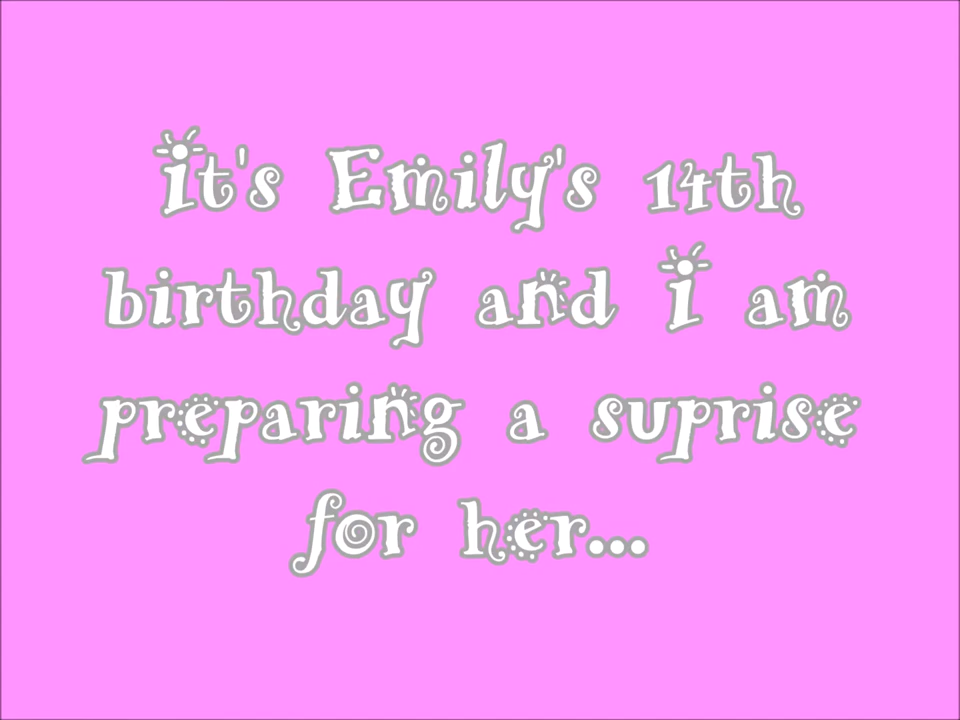 It's Emily's 14th
birthday and I am
preparing a suprise
for her...